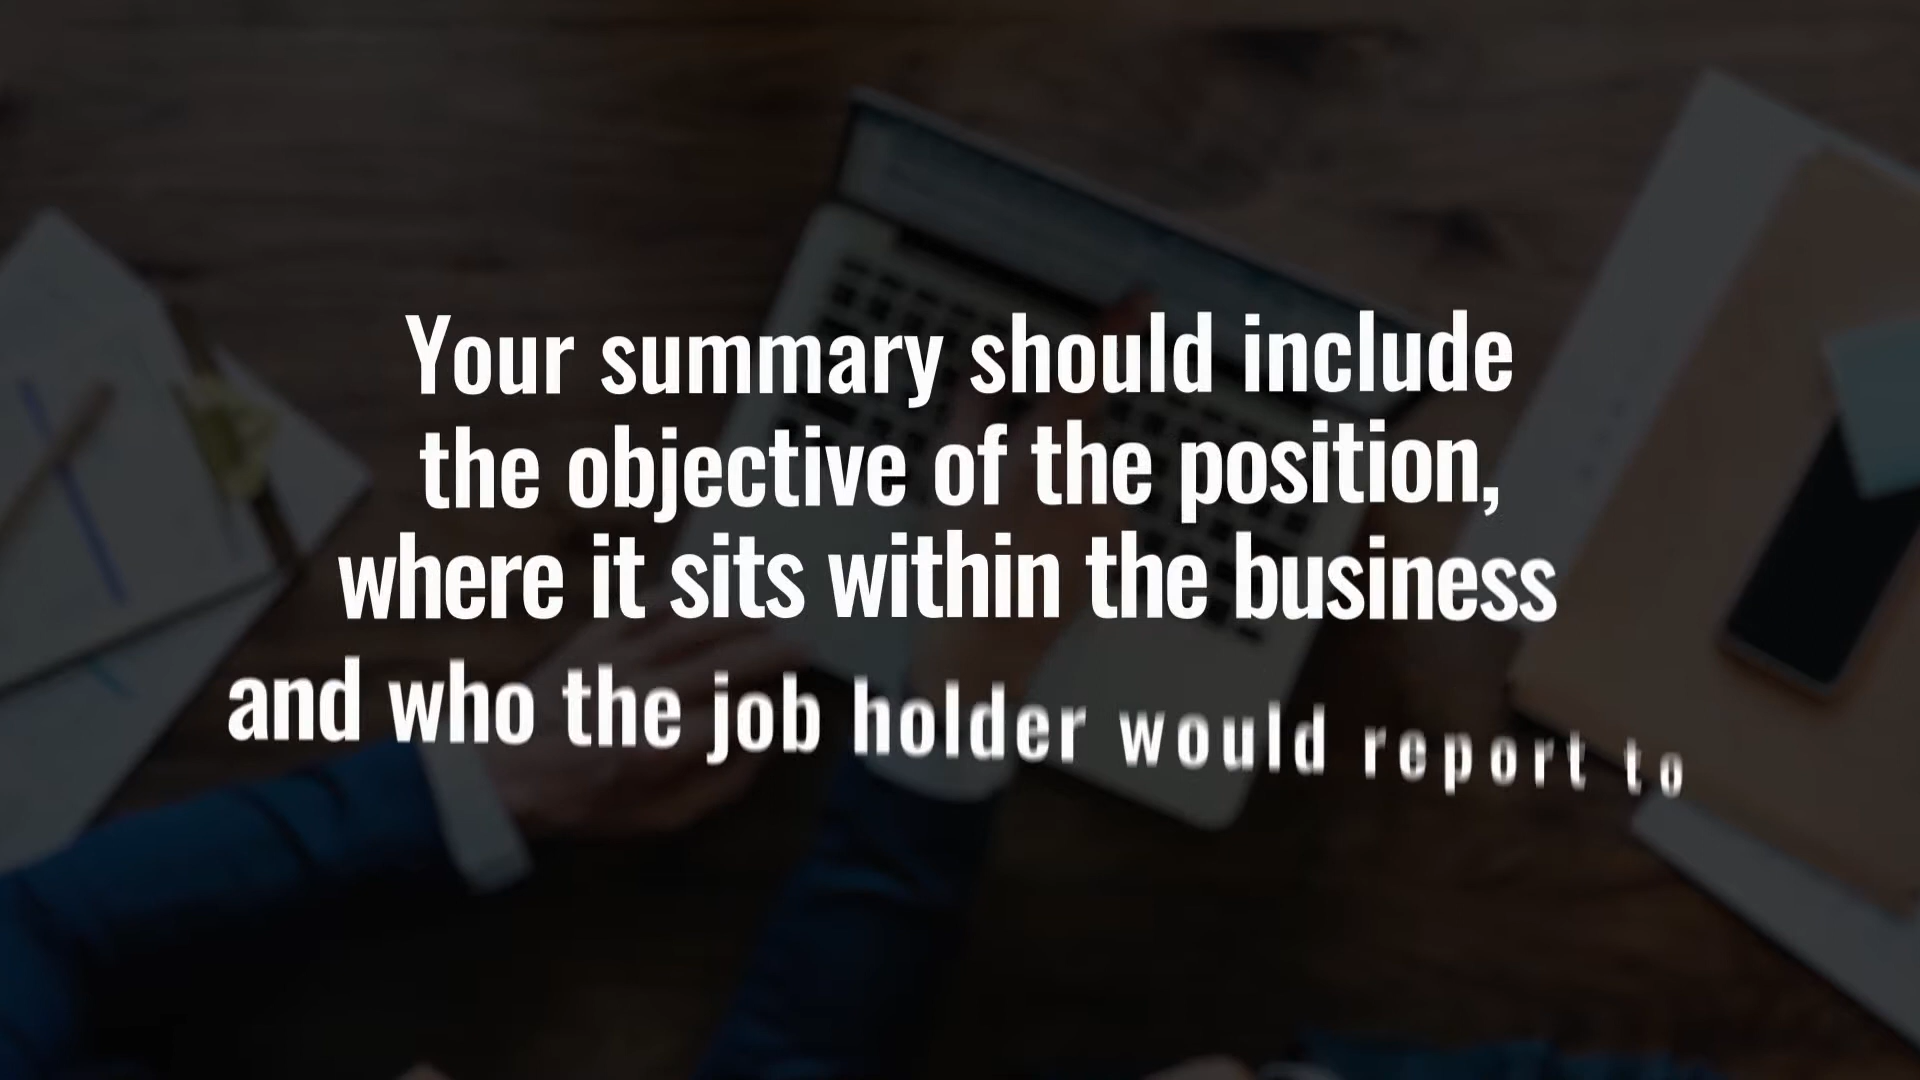 Your summary should include
the objective of the position,
where it sits within the business
and who the job holder would report to